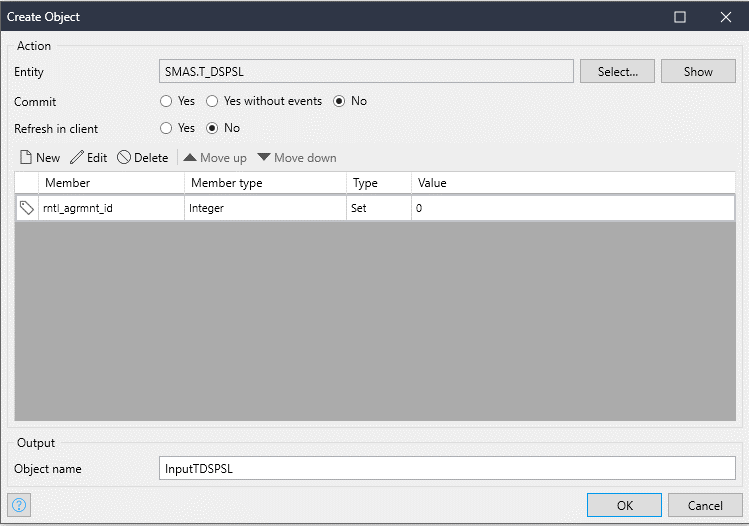 Create Object
Action
Entity SMAS.T_DSPSL Select... Show
Commit Yes Yes without events No
Refresh in client Yes No
New Edit Delete Move up Move down
Member Member type Type Value
rntl_agrmnt_id Integer Set 0
Output
Object name InputTDSPSL
? OK Cancel